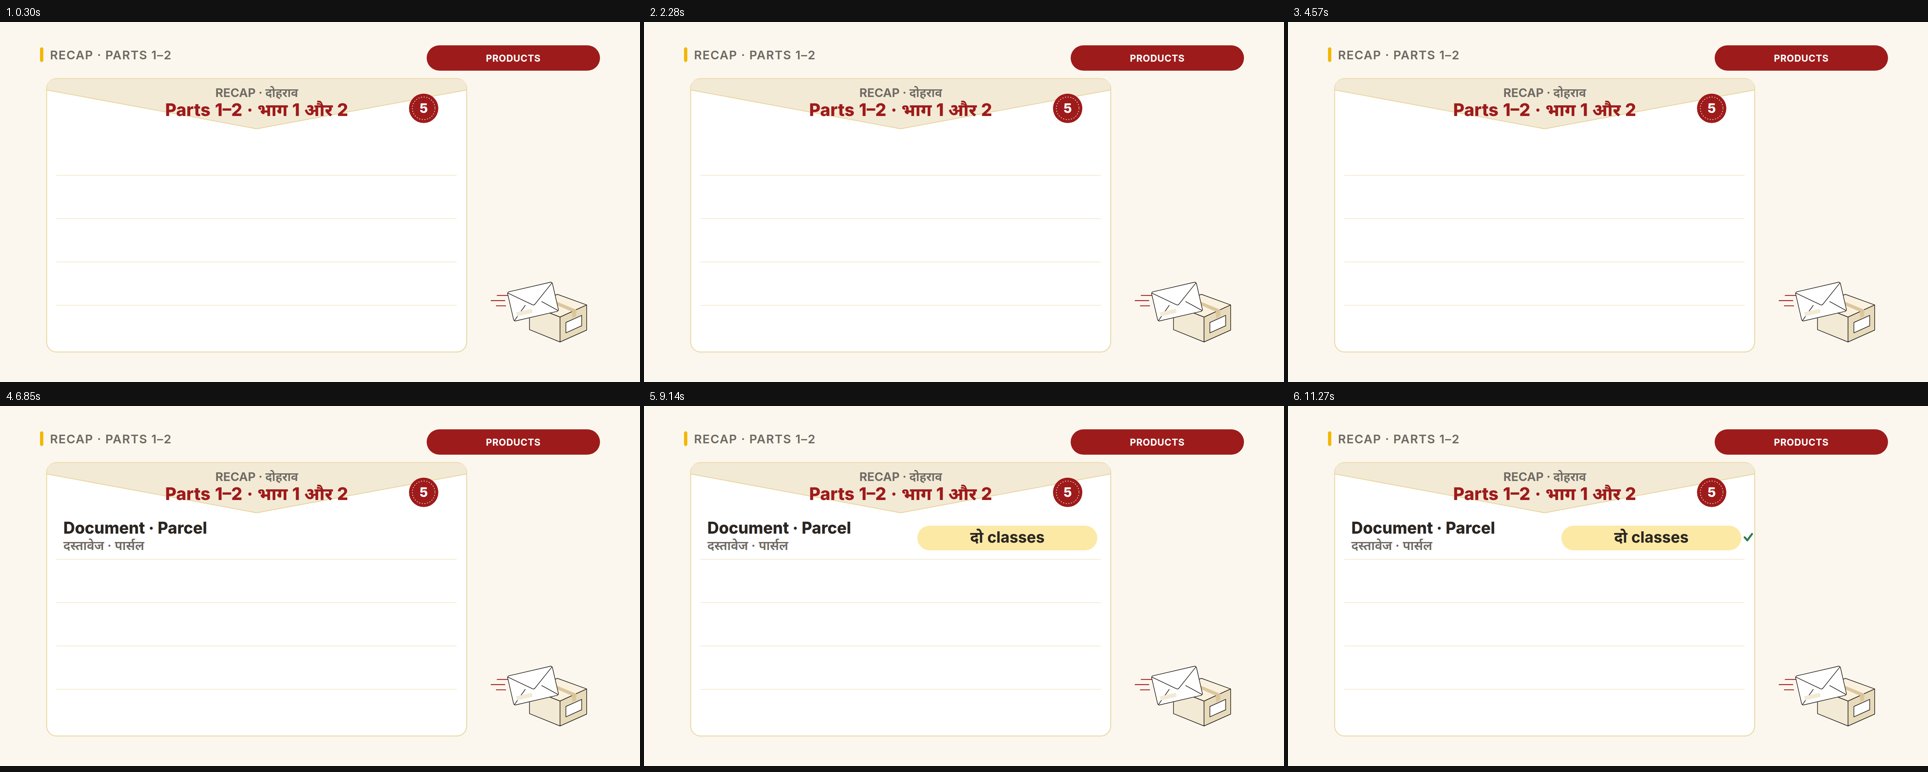 1. 0.30s
RECAP · PARTS 1–2
PRODUCTS
RECAP · दोहराव
Parts 1–2 · भाग 1 और 2
5
2. 2.28s
RECAP · PARTS 1–2
PRODUCTS
RECAP · दोहराव
Parts 1–2 · भाग 1 और 2
5
3. 4.57s
RECAP · PARTS 1–2
PRODUCTS
RECAP · दोहराव
Parts 1–2 · भाग 1 और 2
5
4. 6.85s
RECAP · PARTS 1–2
PRODUCTS
RECAP · दोहराव
Parts 1–2 · भाग 1 और 2
5
Document · Parcel
दस्तावेज · पार्सल
5. 9.14s
RECAP · PARTS 1–2
PRODUCTS
RECAP · दोहराव
Parts 1–2 · भाग 1 और 2
5
Document · Parcel
दो classes
दस्तावेज · पार्सल
6. 11.27s
RECAP · PARTS 1–2
PRODUCTS
RECAP · दोहराव
Parts 1–2 · भाग 1 और 2
5
Document · Parcel
दो classes
दस्तावेज · पार्सल